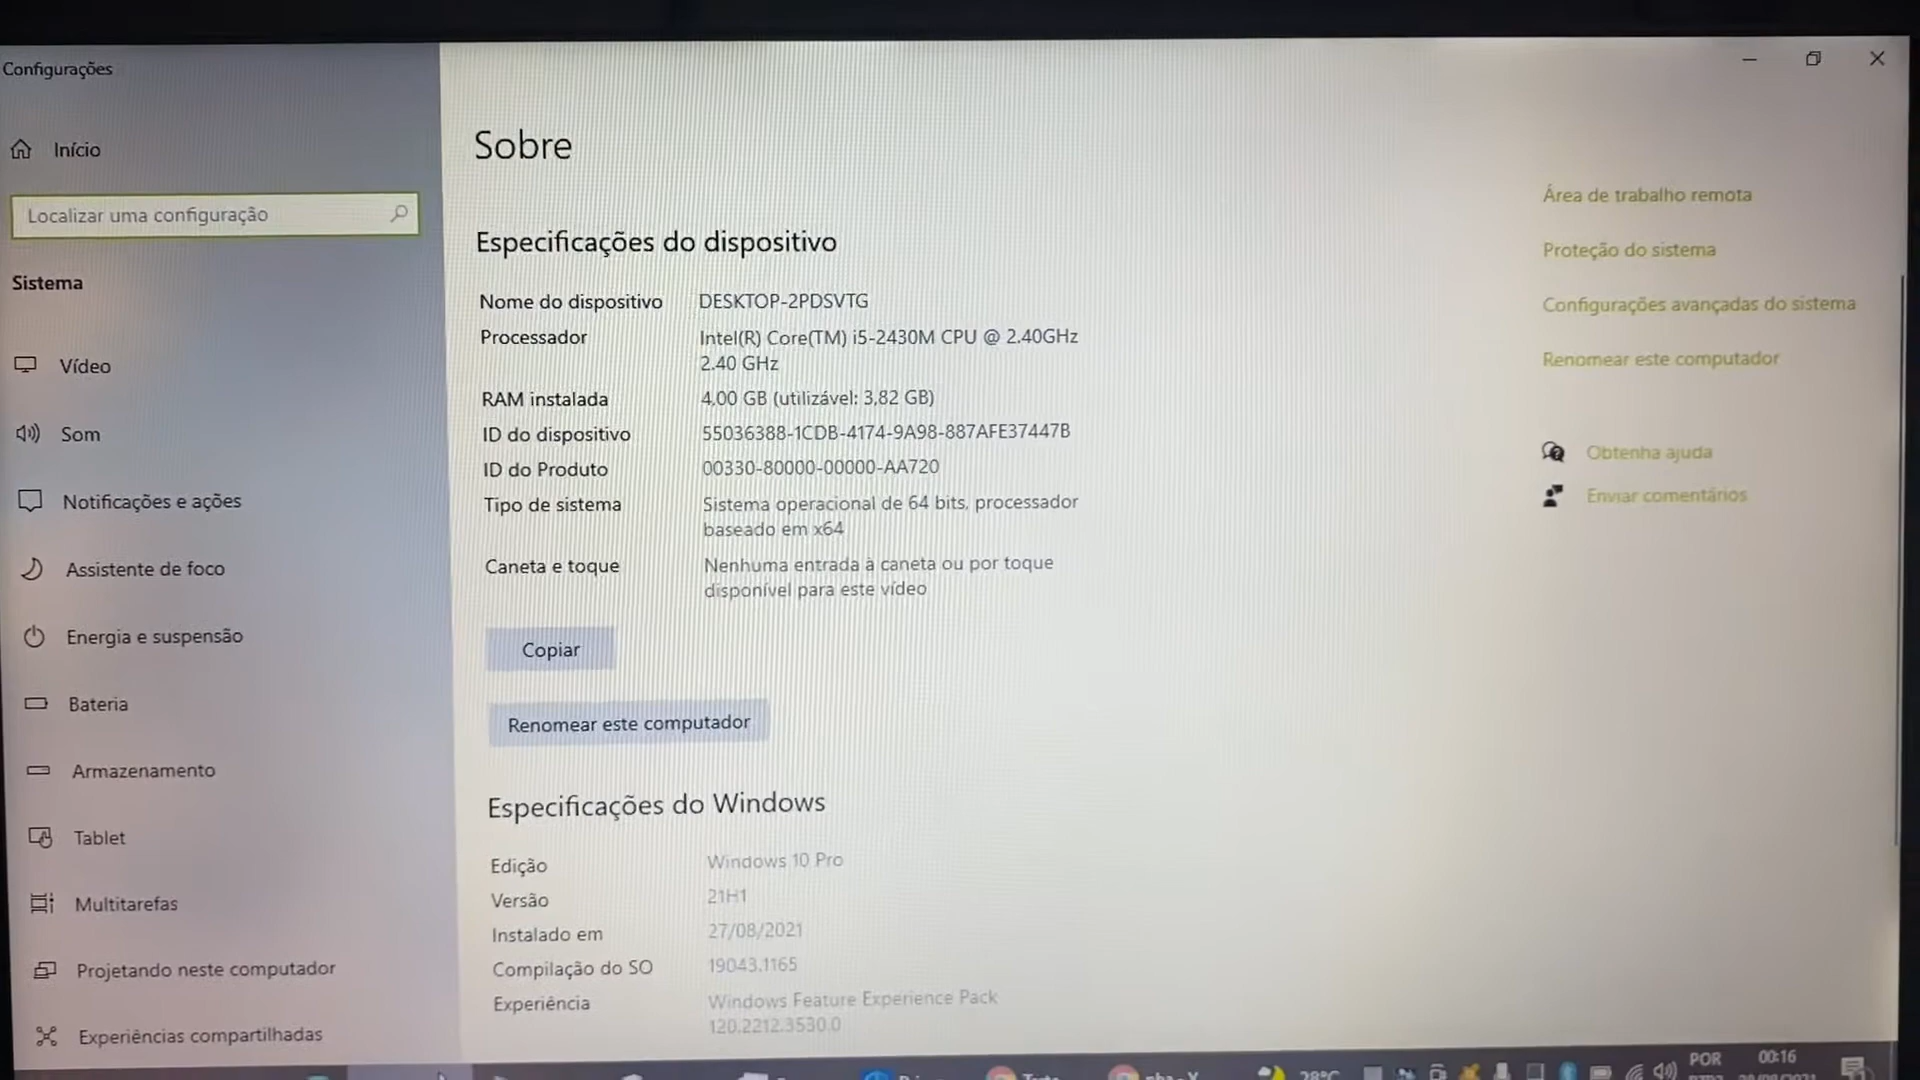 Configurações
Início
Localizar uma configuração
Sistema
Vídeo
Som
Notificações e ações
Assistente de foco
Energia e suspensão
Bateria
Armazenamento
Tablet
Multitarefas
Projetando neste computador
Experiências compartilhadas
Sobre
Especificações do dispositivo
Nome do dispositivo DESKTOP-2PDSVTG
Processador Intel(R) Core(TM) i5-2430M CPU @ 2.40GHz
2.40 GHz
RAM instalada 4,00 GB (utilizável: 3,82 GB)
ID do dispositivo 55036388-1CDB-4174-9A98-887AFE37447B
ID do Produto 00330-80000-00000-AA720
Tipo de sistema Sistema operacional de 64 bits, processador
baseado em x64
Caneta e toque Nenhuma entrada à caneta ou por toque
disponível para este vídeo
Copiar
Renomear este computador
Especificações do Windows
Edição Windows 10 Pro
Versão 21H1
Instalado em 27/08/2021
Compilação do SO 19043.1165
Experiência Windows Feature Experience Pack
120.2212.3530.0
Área de trabalho remota
Proteção do sistema
Configurações avançadas do sistema
Renomear este computador
Obtenha ajuda
Enviar comentários
28°C
POR
00:16